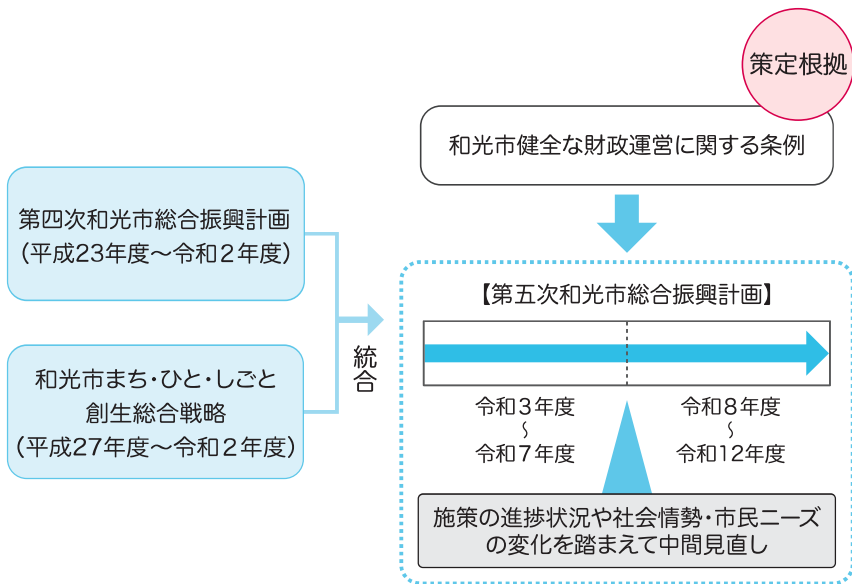 策定根拠
和光市健全な財政運営に関する条例
第四次和光市総合振興計画
(平成23年度～令和2年度)
和光市まち・ひと・しごと
創生総合戦略
(平成27年度～令和2年度)
統合
【第五次和光市総合振興計画】
令和3年度
～
令和7年度
令和8年度
～
令和12年度
施策の進捗状況や社会情勢・市民ニーズ
の変化を踏まえて中間見直し